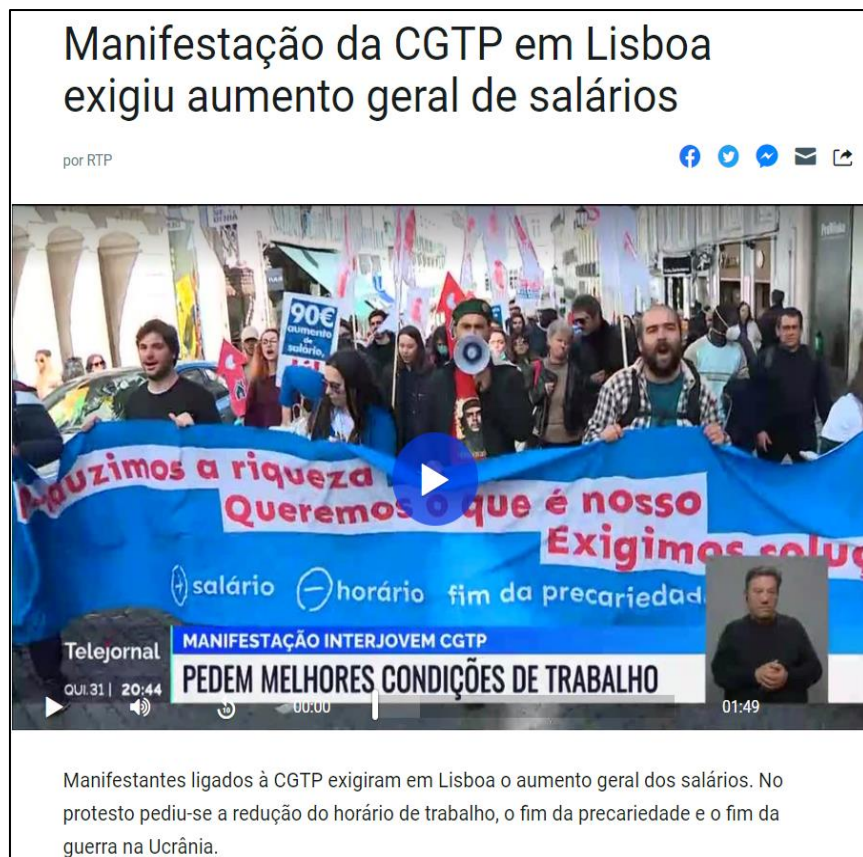 Manifestação da CGTP em Lisboa
exigiu aumento geral de salários
por RTP
90€
aumento
de
salário,
a riqueza
Queremos o que é nosso
Exigimos
+ salário - horário fim da
Telejornal
MANIFESTAÇÃO INTERJOVEM CGTP
QUI.31 | 20:44
PEDEM MELHORES CONDIÇÕES DE TRABALHO
10
00:00
01:49
Manifestantes ligados à CGTP exigiram em Lisboa o aumento geral dos salários. No
protesto pediu-se a redução do horário de trabalho, o fim da precariedade e o fim da
guerra na Ucrânia.